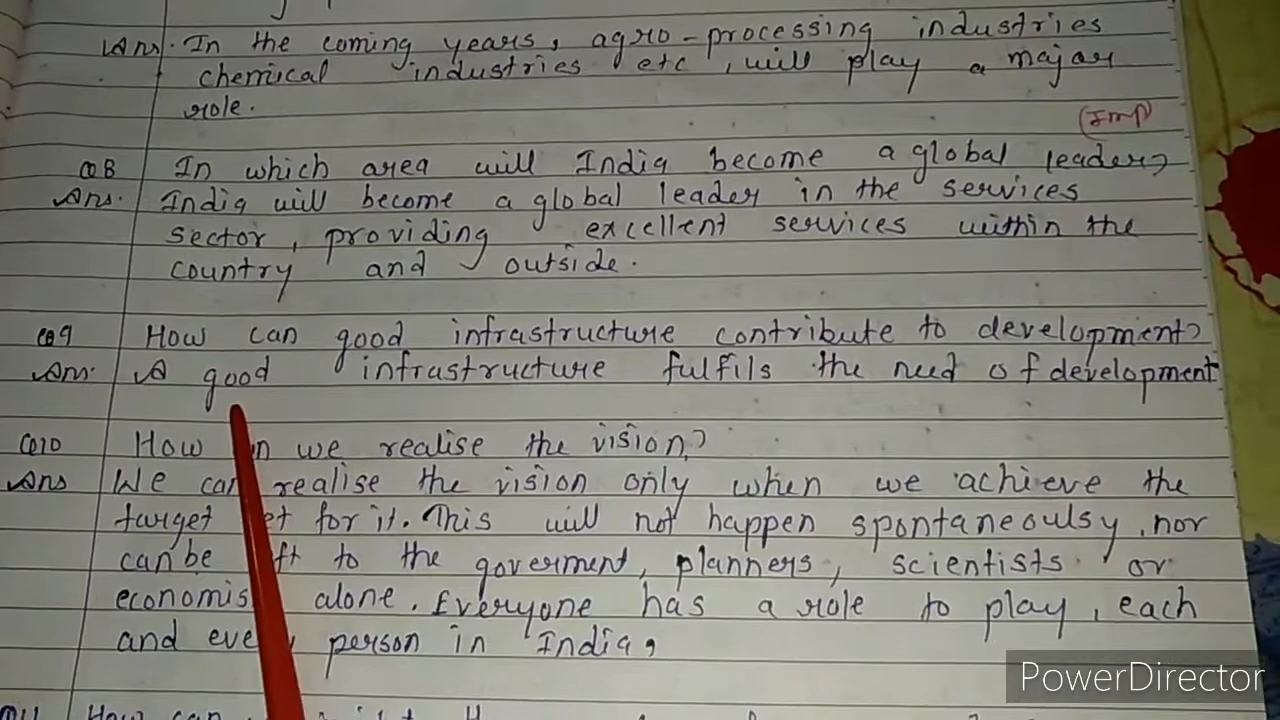 Ans. In the coming years, agro-processing industries
chemical industries etc, will play a major
role.
(Imp)
Q8 In which area will India become a global leader?
Ans. India will become a global leader in the services
sector, providing excellent services within the
country and outside.
Q9 How can good infrastructure contribute to development?
Ans. A good infrastructure fulfils the need of development
Q10 How we realise the vision?
Ans We can realise the vision only when we achieve the
target for it. This will not happen spontaneoulsy, nor
can be to the goverment, planners, scientists or
alone. Everyone has a role to play, each
and person in India,
How can
PowerDirector